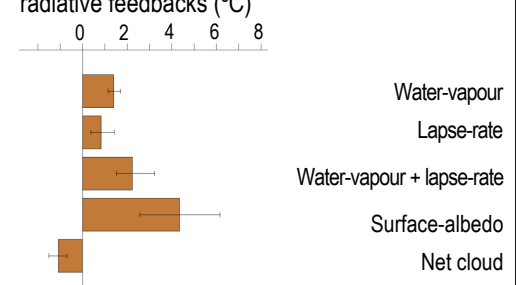 radiative feedbacks (°C)
0 2 4 6 8
Water-vapour
Lapse-rate
Water-vapour + lapse-rate
Surface-albedo
Net cloud